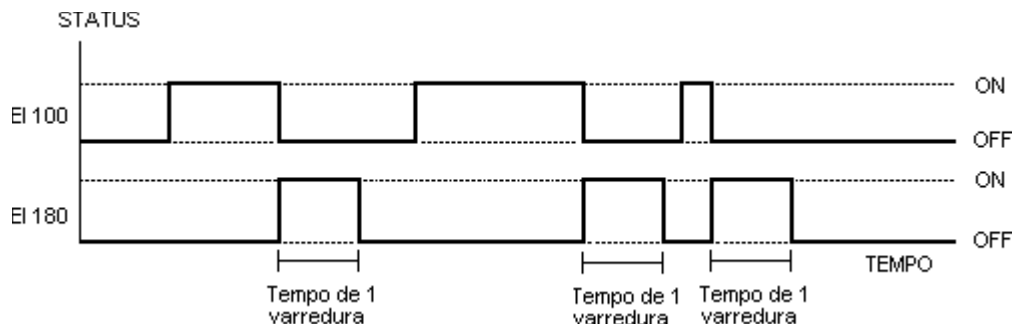 STATUS
ON
EI 100
OFF
ON
EI 180
OFF
TEMPO
Tempo de 1
varredura
Tempo de 1
varredura
Tempo de 1
varredura